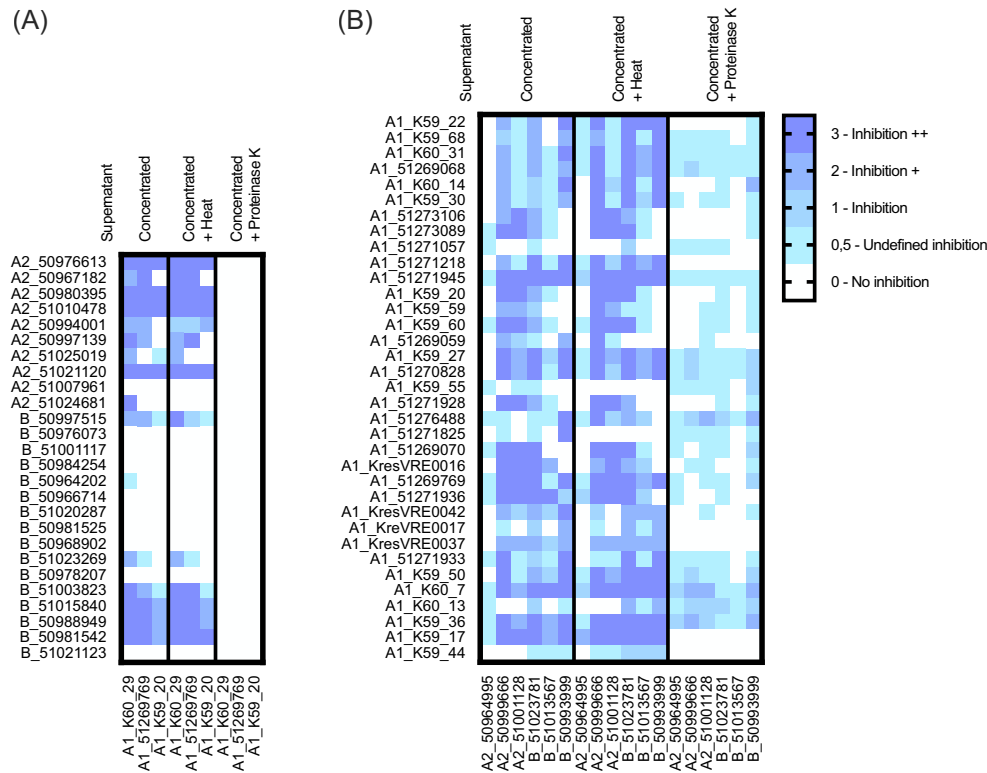 (A)
(B)
Supernatant
Concentrated
Concentrated
+ Heat
Concentrated
+ Proteinase K
Supernatant
Concentrated
Concentrated
+ Heat
Concentrated
+ Proteinase K
A2_50976613
A2_50967182
A2_50980395
A2_51010478
A2_50994001
A2_50997139
A2_51025019
A2_51021120
A2_51007961
A2_51024681
B_50997515
B_50976073
B_51001117
B_50984254
B_50964202
B_50966714
B_51020287
B_50981525
B_50968902
B_51023269
B_50978207
B_51003823
B_51015840
B_50988949
B_50981542
B_51021123
A1_K60_29
A1_51269769
A1_K59_20
A1_K60_29
A1_51269769
A1_K59_20
A1_K60_29
A1_51269769
A1_K59_20
A1_K59_22
A1_K59_68
A1_K60_31
A1_51269068
A1_K60_14
A1_K59_30
A1_51273106
A1_51273089
A1_51271057
A1_51271218
A1_51271945
A1_K59_20
A1_K59_59
A1_K59_60
A1_51269059
A1_K59_27
A1_51270828
A1_K59_55
A1_51271928
A1_51276488
A1_51271825
A1_51269070
A1_KresVRE0016
A1_51269769
A1_51271936
A1_KresVRE0042
A1_KreVRE0017
A1_KresVRE0037
A1_51271933
A1_K59_50
A1_K60_7
A1_K60_13
A1_K59_36
A1_K59_17
A1_K59_44
A2_50964995
A2_50999666
A2_51001128
B_51023781
B_51013567
B_50993999
A2_50964995
A2_50999666
A2_51001128
B_51023781
B_51013567
B_50993999
A2_50964995
A2_50999666
A2_51001128
B_51023781
B_51013567
B_50993999
3 - Inhibition ++
2 - Inhibition +
1 - Inhibition
0,5 - Undefined inhibition
0 - No inhibition